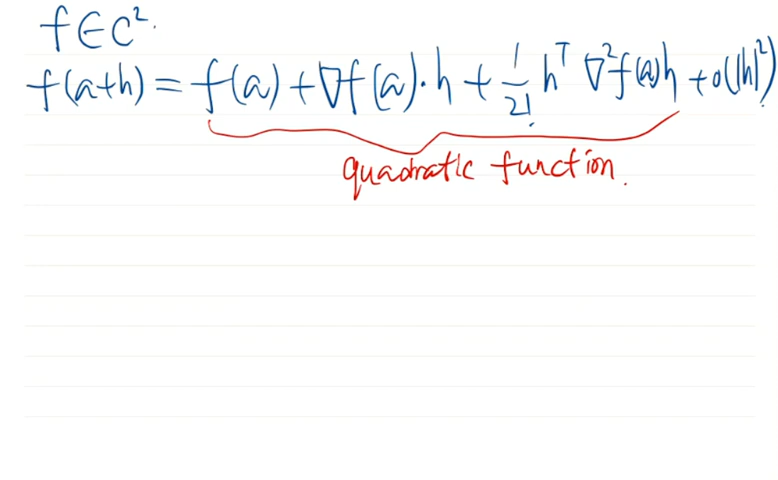 f ∈ C².
f(a+h) = f(a) + ∇f(a)·h + 1/2! hᵀ ∇²f(a)h + o(|h|²)
quadratic function.